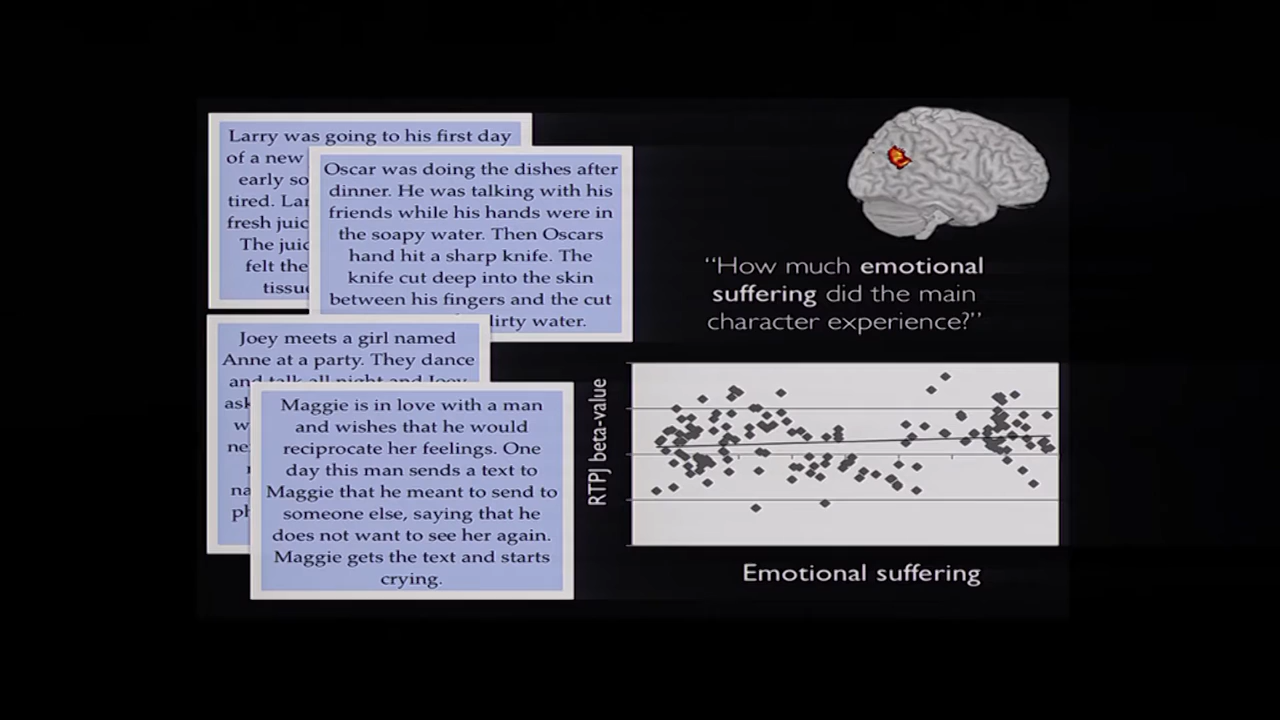 Larry was going to his first day
of a new
early so
tired. Lar
fresh juic
The juic
felt the
tissu
Oscar was doing the dishes after
dinner. He was talking with his
friends while his hands were in
the soapy water. Then Oscars
hand hit a sharp knife. The
knife cut deep into the skin
between his fingers and the cut
dirty water.
Joey meets a girl named
Anne at a party. They dance
and talk all night and Joey
ask
w
ne
na
ph
Maggie is in love with a man
and wishes that he would
reciprocate her feelings. One
day this man sends a text to
Maggie that he meant to send to
someone else, saying that he
does not want to see her again.
Maggie gets the text and starts
crying.
“How much emotional
suffering did the main
character experience?”
RTPJ beta-value
Emotional suffering